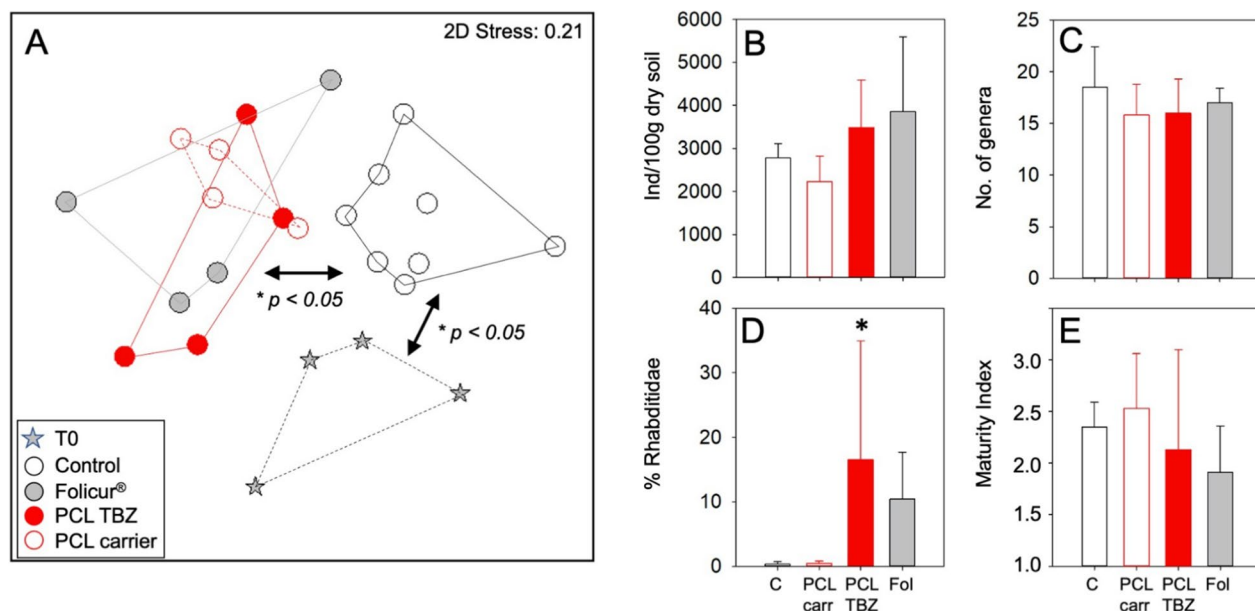 A
2D Stress: 0.21
* p < 0.05
* p < 0.05
T0
Control
Folicur®
PCL TBZ
PCL carrier
B
Ind/100g dry soil
6000
5000
4000
3000
2000
1000
0
C
No. of genera
25
20
15
10
5
0
D
*
% Rhabditidae
40
30
20
10
0
C
PCL
carr
PCL
TBZ
Fol
E
Maturity Index
3.0
2.5
2.0
1.5
1.0
C
PCL
carr
PCL
TBZ
Fol